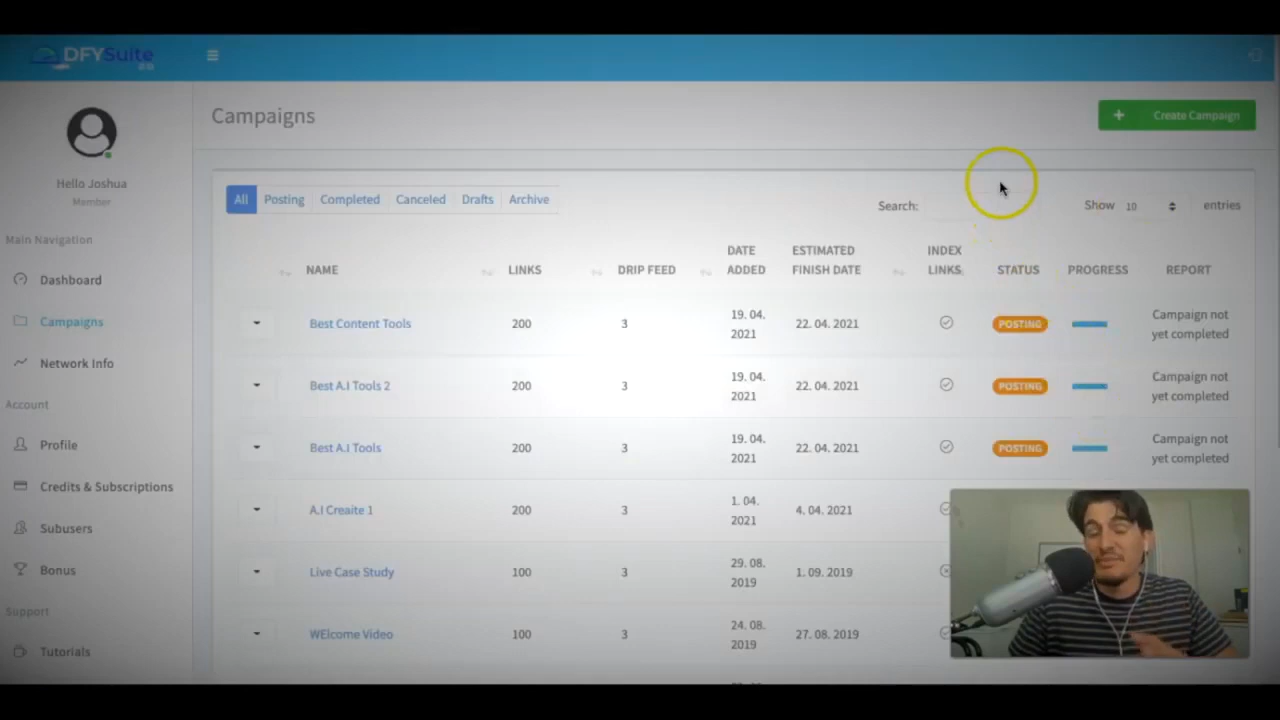 DFYSuite
Campaigns
Create Campaign
Hello Joshua
Member
Main Navigation
Dashboard
Campaigns
Network Info
Account
Profile
Credits & Subscriptions
Subusers
Bonus
Support
Tutorials
All Posting Completed Canceled Drafts Archive
Search:
Show 10 entries
NAME LINKS DRIP FEED DATE ADDED ESTIMATED FINISH DATE INDEX LINKS STATUS PROGRESS REPORT
Best Content Tools 200 3 19. 04. 2021 22. 04. 2021 POSTING Campaign not yet completed
Best A.I Tools 2 200 3 19. 04. 2021 22. 04. 2021 POSTING Campaign not yet completed
Best A.I Tools 200 3 19. 04. 2021 22. 04. 2021 POSTING Campaign not yet completed
A.I Creaite 1 200 3 1. 04. 2021 4. 04. 2021
Live Case Study 100 3 29. 08. 2019 1. 09. 2019
WElcome Video 100 3 24. 08. 2019 27. 08. 2019